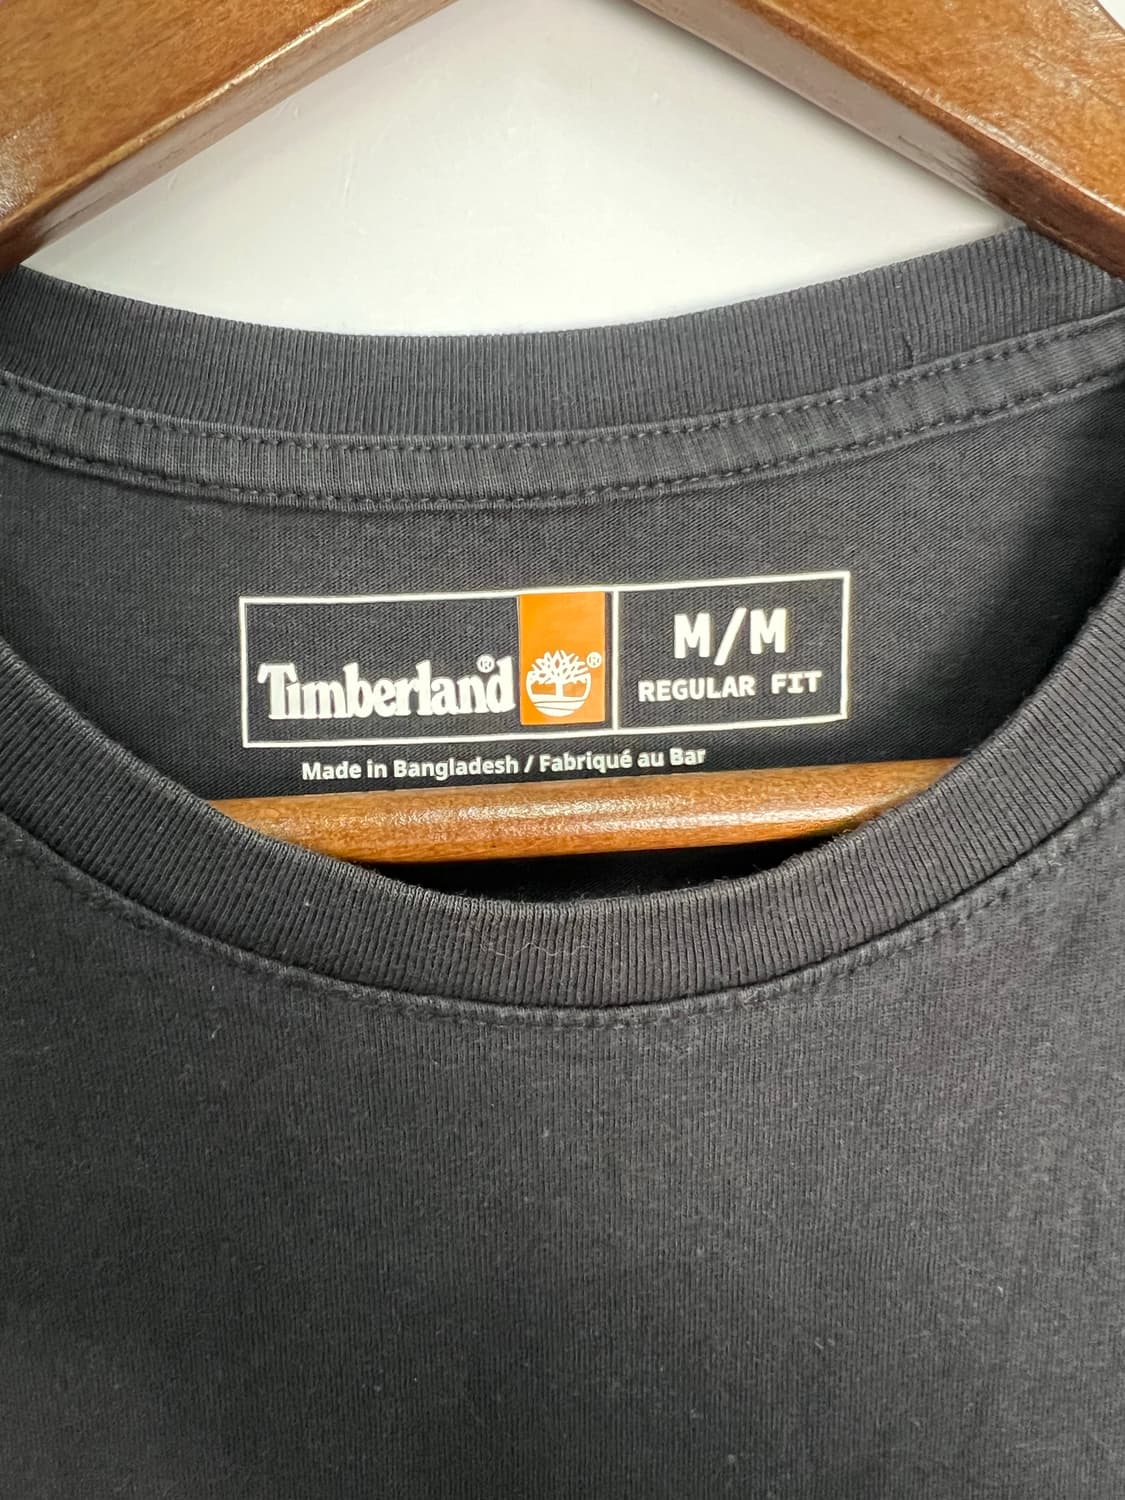 Timberland®
®
M/M
REGULAR FIT
Made in Bangladesh / Fabriqué au Bar